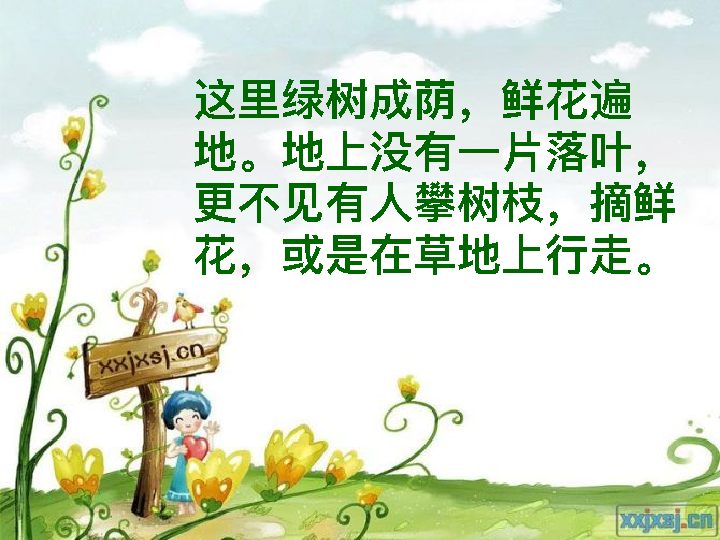 这里绿树成荫，鲜花遍
地。地上没有一片落叶，
更不见有人攀树枝，摘鲜
花，或是在草地上行走。
xxjxsj.cn
xxjxsj.cn